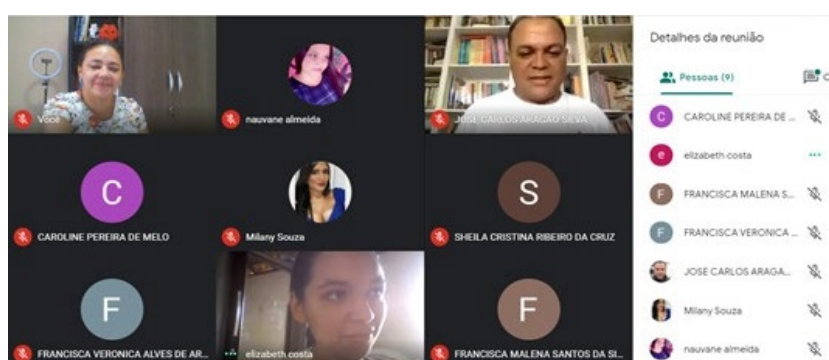 Você
nauvane almeida
JOSE CARLOS ARAGAO SILVA
C
CAROLINE PEREIRA DE MELO
Milany Souza
S
SHEILA CRISTINA RIBEIRO DA CRUZ
F
FRANCISCA VERONICA ALVES DE AR...
elizabeth costa
F
FRANCISCA MALENA SANTOS DA SI...
Detalhes da reunião
Pessoas (9)
C
C CAROLINE PEREIRA DE ...
e elizabeth costa
F FRANCISCA MALENA S...
F FRANCISCA VERONICA ...
JOSE CARLOS ARAGA...
Milany Souza
nauvane almeida